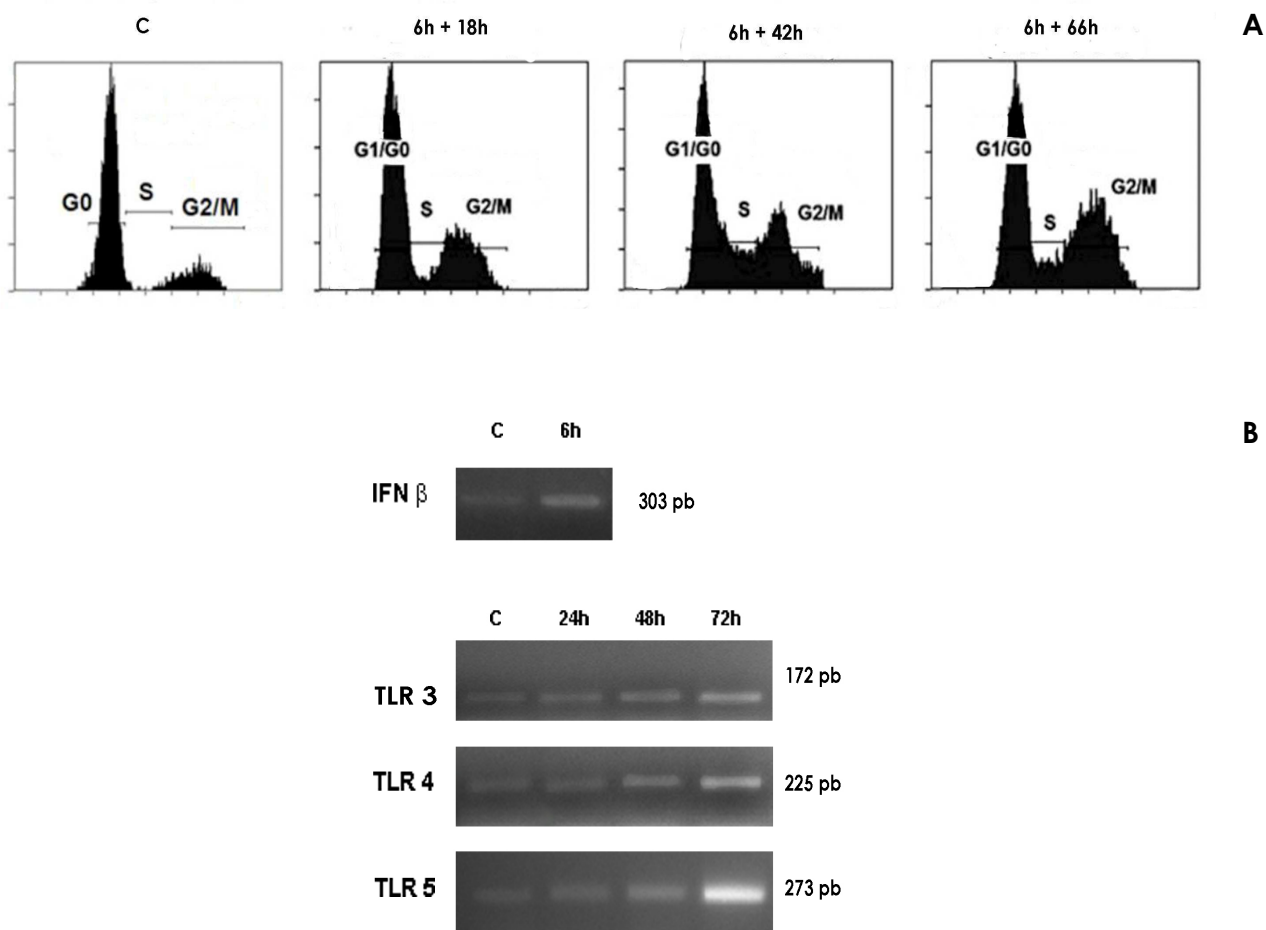 C 6h + 18h 6h + 42h 6h + 66h A
G0 S G2/M
G1/G0 S G2/M
G1/G0 S G2/M
G1/G0 S G2/M
B
C 6h
IFN β 303 pb
C 24h 48h 72h
TLR 3 172 pb
TLR 4 225 pb
TLR 5 273 pb